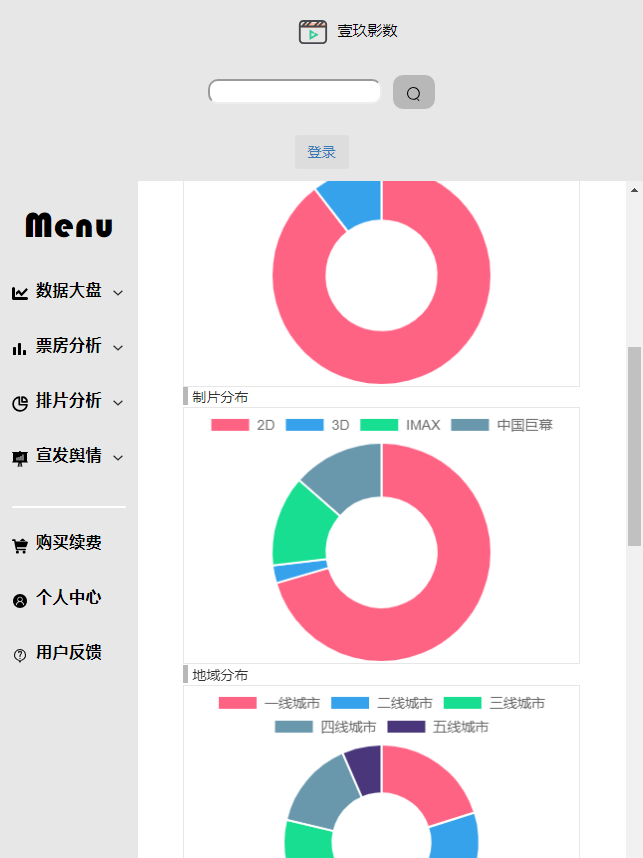 壹玖影数
登录
Menu
数据大盘
票房分析
排片分析
宣发舆情
购买续费
个人中心
用户反馈
制片分布
2D 3D IMAX 中国巨幕
地域分布
一线城市 二线城市 三线城市
四线城市 五线城市